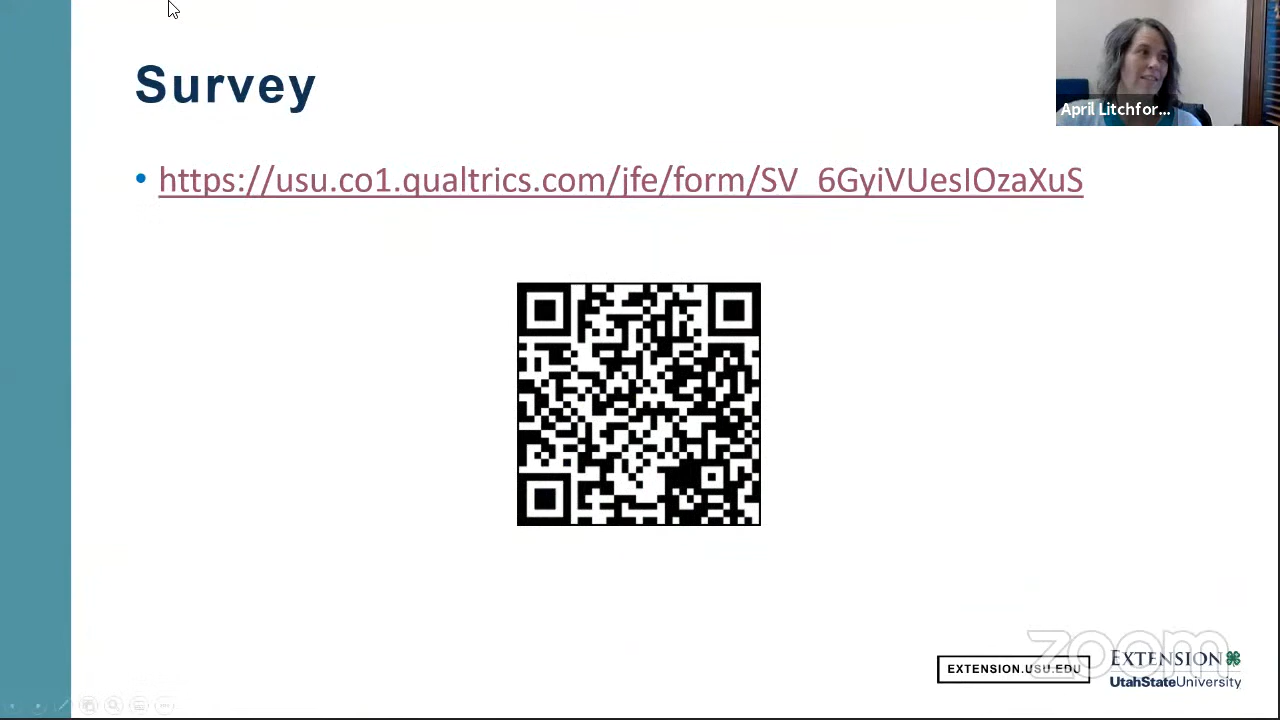 Survey
April Litchfor...
• https://usu.co1.qualtrics.com/jfe/form/SV_6GyiVUesIOzaXuS
zoom
EXTENSION.USU.EDU
EXTENSION
UtahStateUniversity